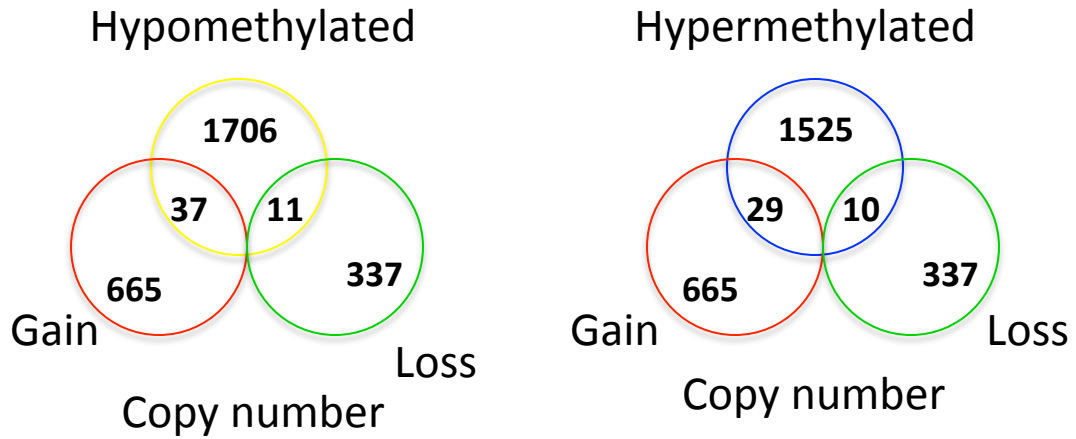 Hypomethylated
1706
37
11
665
337
Gain
Loss
Copy number
Hypermethylated
1525
29
10
665
337
Gain
Loss
Copy number